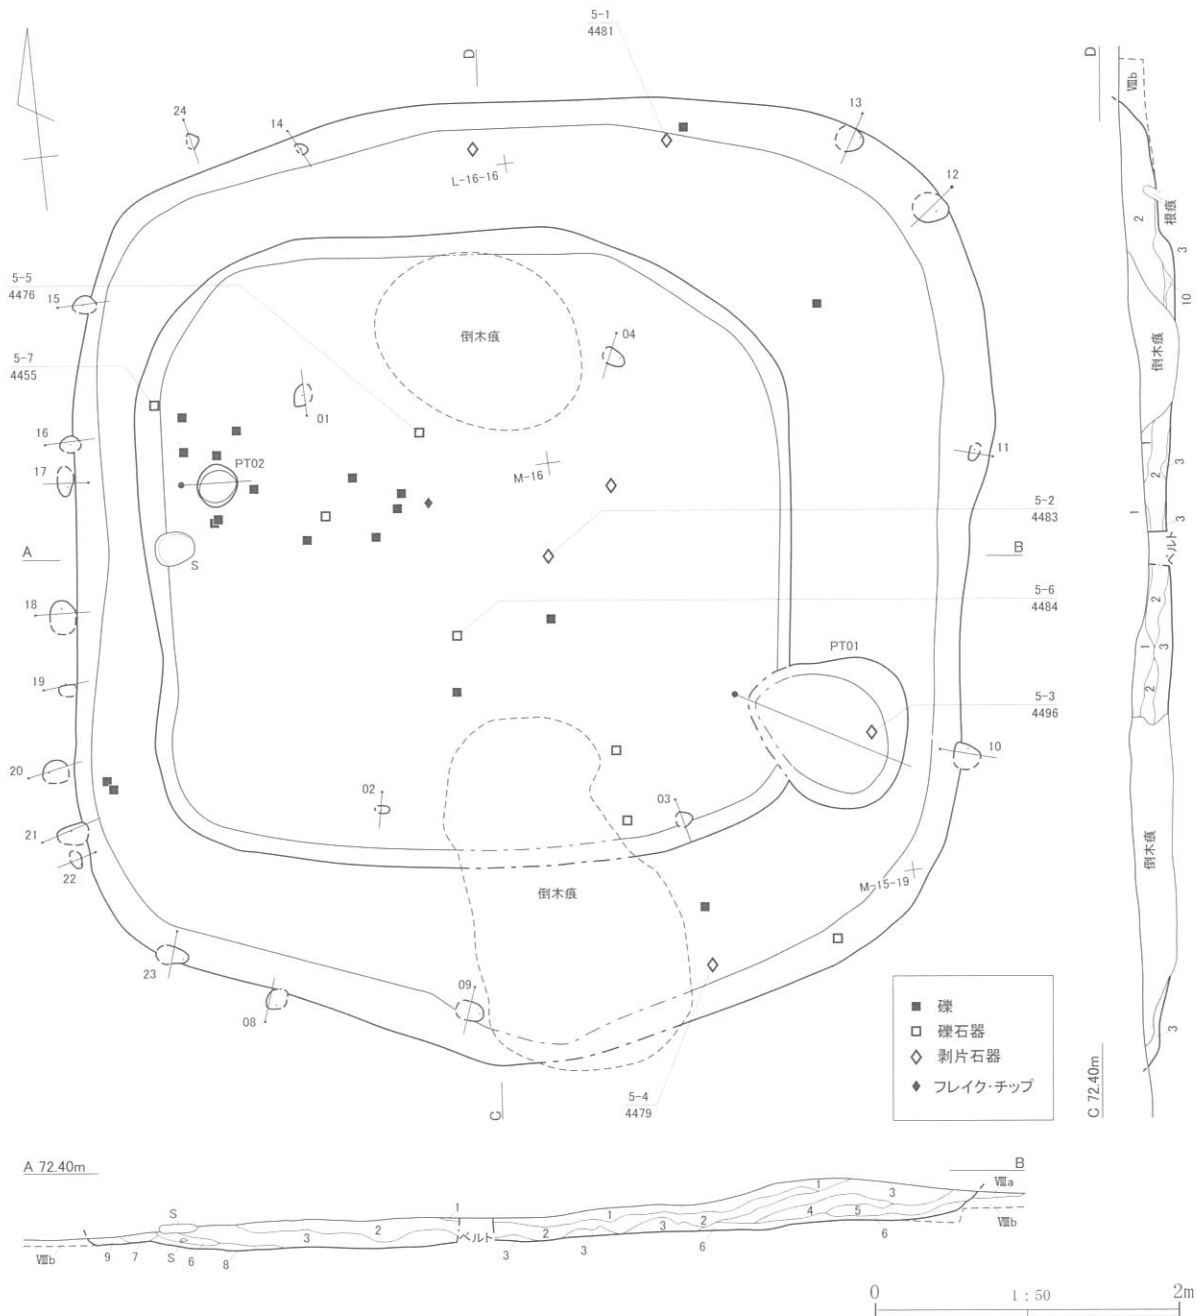 5-1
4481
D
D
Ⅷb
24
14
13
12
L-16-16
2
根痕
3
10
5-5
4476
15
倒木痕
04
倒木痕
5-7
4455
01
16
17
PT02
M-16
11
2
3
1
3
5-2
4483
A
B
S
ベルト
2
18
5-6
4484
1
3
2
19
PT01
5-3
4496
20
10
02
03
21
22
倒木痕
倒木痕
M-15-19
23
08
09
3
礫
礫石器
剥片石器
フレイク・チップ
5-4
4479
C
C 72.40m
A 72.40m
B
S
1
2
3
ベルト
1
2
3
2
1
3
4
5
Ⅷa
Ⅷb
Ⅷb
9
7
S
6
8
3
3
6
6
0
1:50
2m